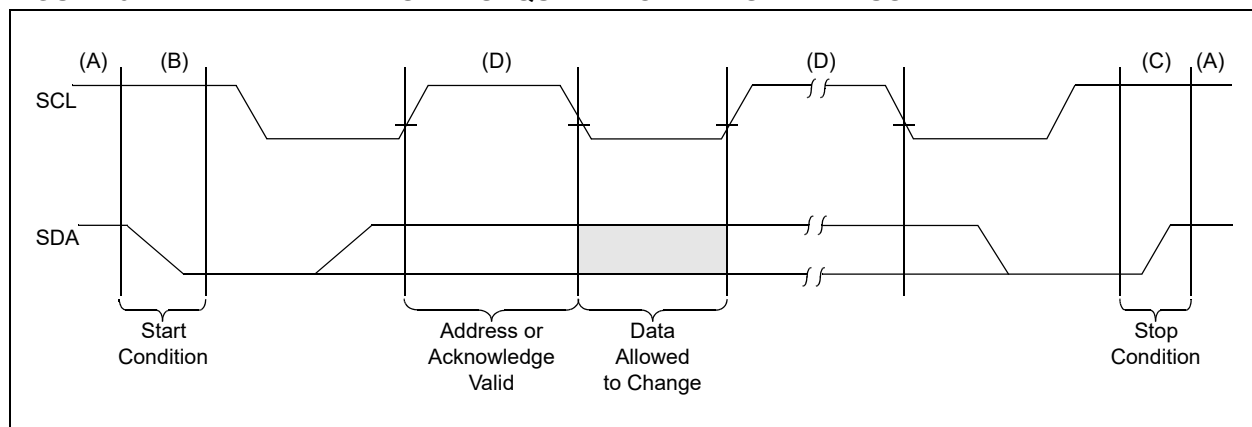 (A)
(B)
(D)
(D)
(C)
(A)
SCL
SDA
Start
Condition
Address or
Acknowledge
Valid
Data
Allowed
to Change
Stop
Condition